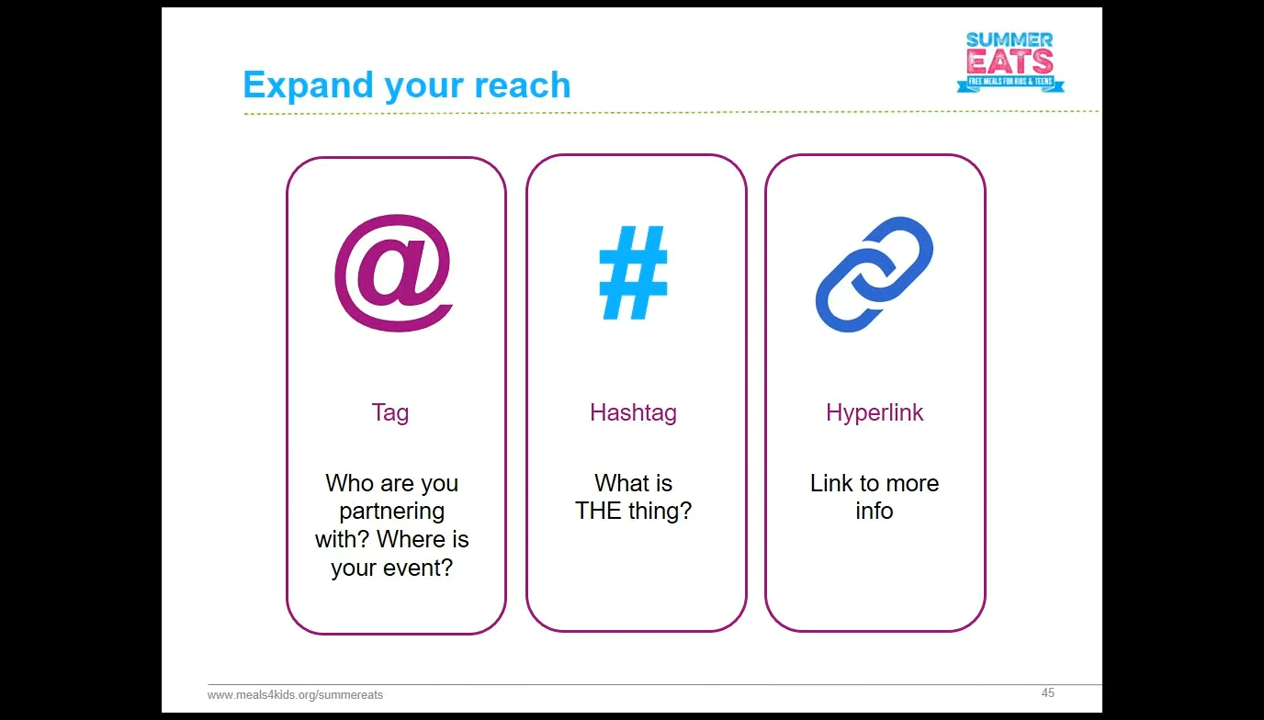 SUMMER
EATS
FREE MEALS FOR KIDS & TEENS
Expand your reach
@
Tag
Who are you
partnering
with? Where is
your event?
#
Hashtag
What is
THE thing?
Hyperlink
Link to more
info
www.meals4kids.org/summereats
45